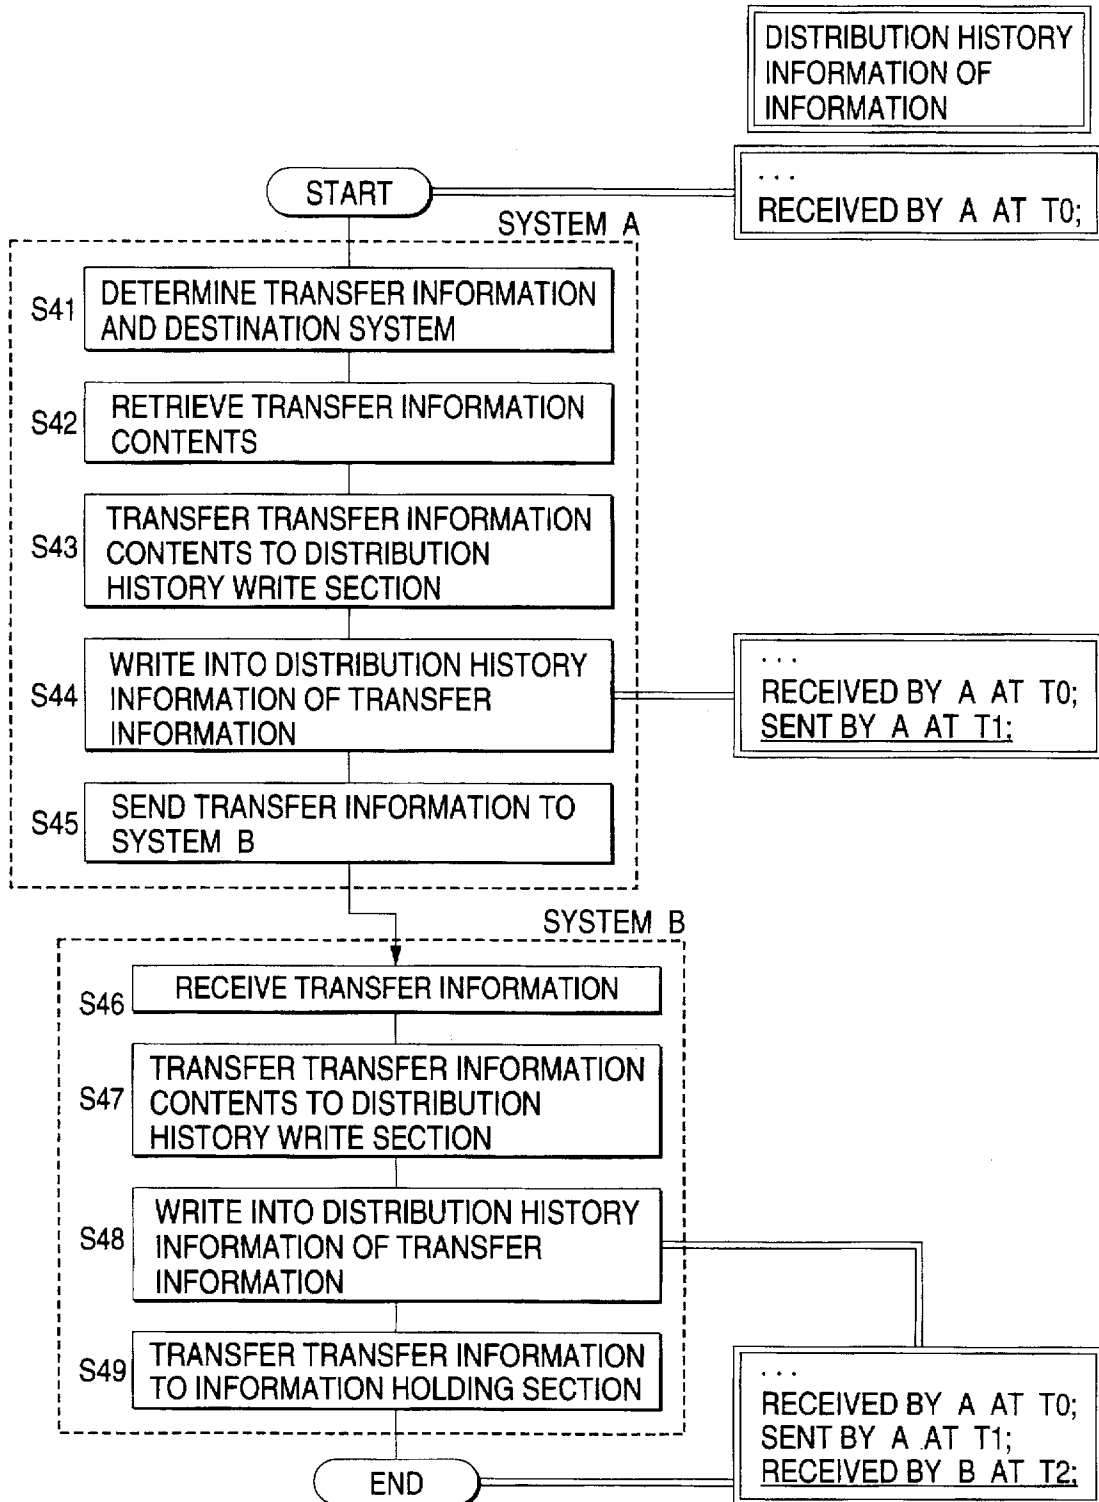 DISTRIBUTION HISTORY
INFORMATION OF
INFORMATION
START
. . .
RECEIVED BY A AT T0;
SYSTEM A
S41
DETERMINE TRANSFER INFORMATION
AND DESTINATION SYSTEM
S42
RETRIEVE TRANSFER INFORMATION
CONTENTS
S43
TRANSFER TRANSFER INFORMATION
CONTENTS TO DISTRIBUTION
HISTORY WRITE SECTION
S44
WRITE INTO DISTRIBUTION HISTORY
INFORMATION OF TRANSFER
INFORMATION
. . .
RECEIVED BY A AT T0;
SENT BY A AT T1;
S45
SEND TRANSFER INFORMATION TO
SYSTEM B
SYSTEM B
S46
RECEIVE TRANSFER INFORMATION
S47
TRANSFER TRANSFER INFORMATION
CONTENTS TO DISTRIBUTION
HISTORY WRITE SECTION
S48
WRITE INTO DISTRIBUTION HISTORY
INFORMATION OF TRANSFER
INFORMATION
S49
TRANSFER TRANSFER INFORMATION
TO INFORMATION HOLDING SECTION
. . .
RECEIVED BY A AT T0;
SENT BY A AT T1;
RECEIVED BY B AT T2;
END